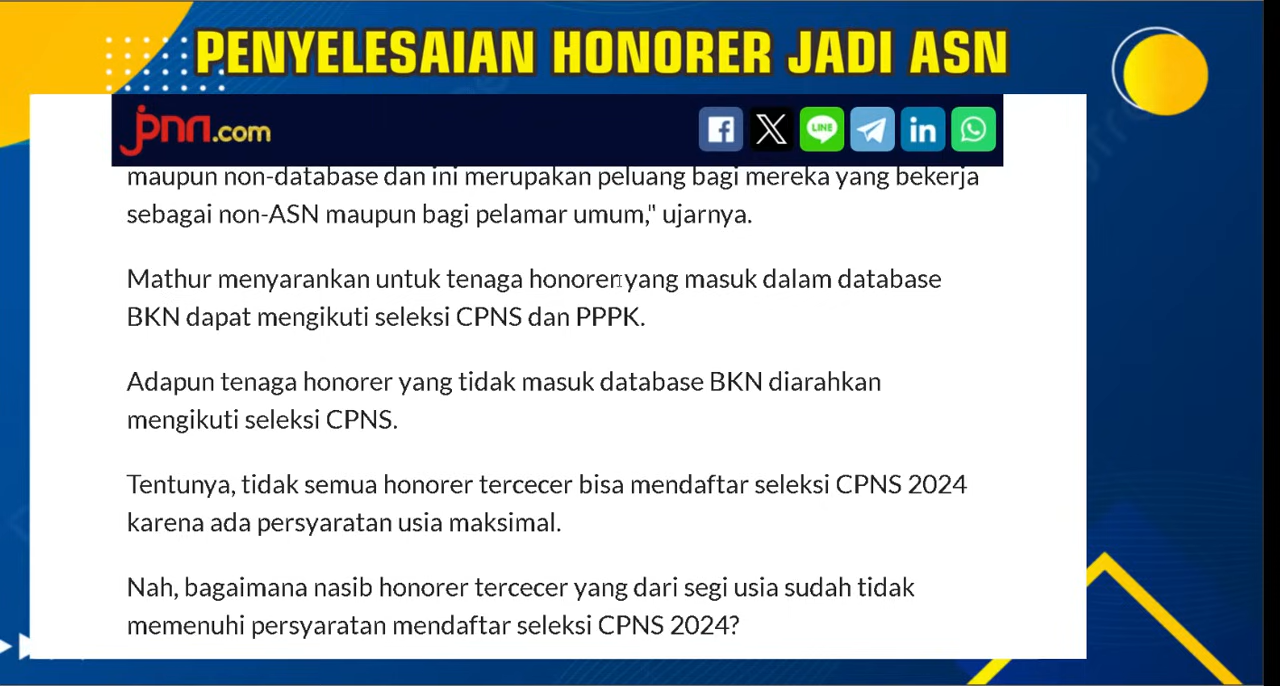 PENYELESAIAN HONORER JADI ASN
jpnn.com
LINE
maupun non-database dan ini merupakan peluang bagi mereka yang bekerja
sebagai non-ASN maupun bagi pelamar umum," ujarnya.
Mathur menyarankan untuk tenaga honorer yang masuk dalam database
BKN dapat mengikuti seleksi CPNS dan PPPK.
Adapun tenaga honorer yang tidak masuk database BKN diarahkan
mengikuti seleksi CPNS.
Tentunya, tidak semua honorer tercecer bisa mendaftar seleksi CPNS 2024
karena ada persyaratan usia maksimal.
Nah, bagaimana nasib honorer tercecer yang dari segi usia sudah tidak
memenuhi persyaratan mendaftar seleksi CPNS 2024?